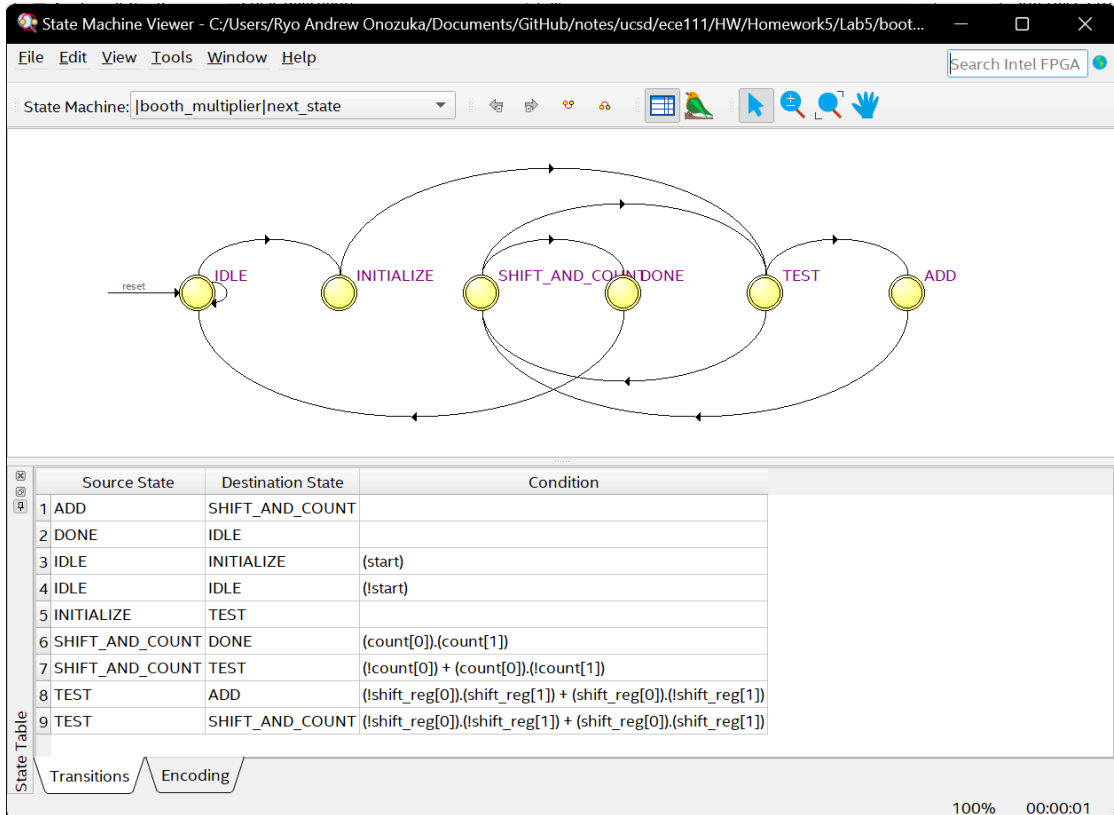 State Machine Viewer - C:/Users/Ryo Andrew Onozuka/Documents/GitHub/notes/ucsd/ece111/HW/Homework5/Lab5/boot...
File Edit View Tools Window Help
Search Intel FPGA
State Machine: |booth_multiplier|next_state
reset
IDLE
INITIALIZE
SHIFT_AND_COUNT
DONE
TEST
ADD
Source State Destination State Condition
1 ADD SHIFT_AND_COUNT
2 DONE IDLE
3 IDLE INITIALIZE (start)
4 IDLE IDLE (!start)
5 INITIALIZE TEST
6 SHIFT_AND_COUNT DONE (count[0]).(count[1])
7 SHIFT_AND_COUNT TEST (!count[0]) + (count[0]).(!count[1])
8 TEST ADD (!shift_reg[0]).(shift_reg[1]) + (shift_reg[0]).(!shift_reg[1])
9 TEST SHIFT_AND_COUNT (!shift_reg[0]).(!shift_reg[1]) + (shift_reg[0]).(shift_reg[1])
State Table
Transitions Encoding
100% 00:00:01